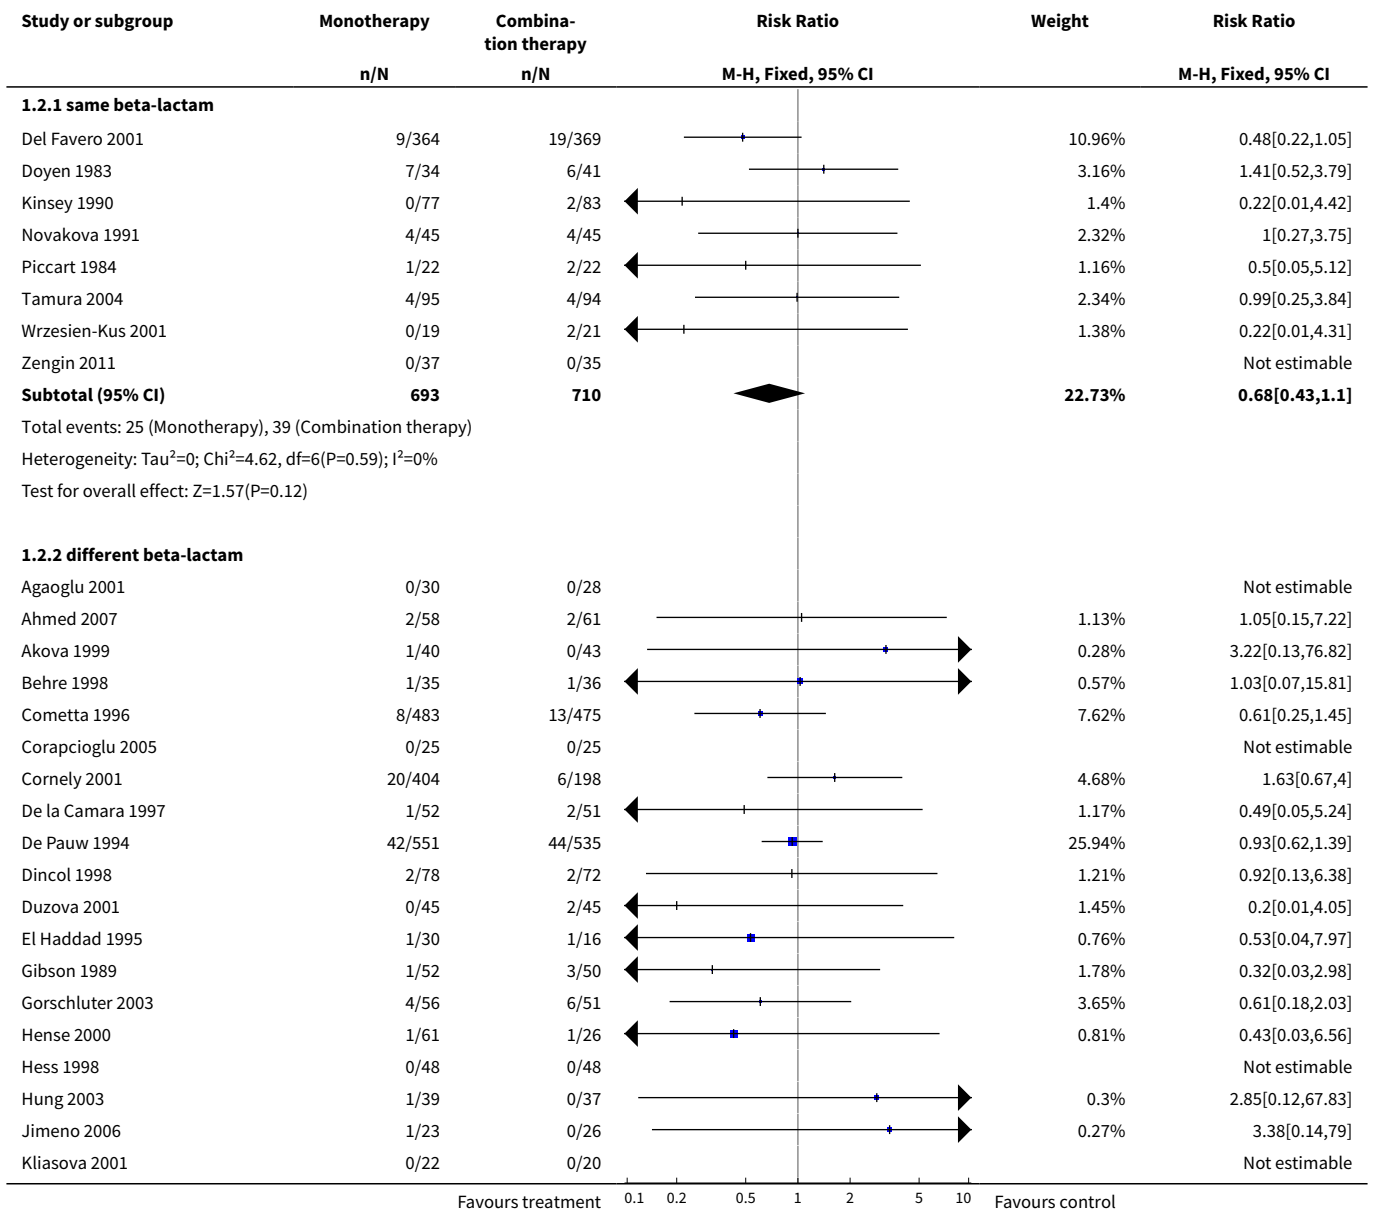 Study or subgroup Monotherapy Combina- Risk Ratio Weight Risk Ratio
tion therapy
n/N n/N M-H, Fixed, 95% CI M-H, Fixed, 95% CI
1.2.1 same beta-lactam
Del Favero 2001 9/364 19/369 10.96% 0.48[0.22,1.05]
Doyen 1983 7/34 6/41 3.16% 1.41[0.52,3.79]
Kinsey 1990 0/77 2/83 1.4% 0.22[0.01,4.42]
Novakova 1991 4/45 4/45 2.32% 1[0.27,3.75]
Piccart 1984 1/22 2/22 1.16% 0.5[0.05,5.12]
Tamura 2004 4/95 4/94 2.34% 0.99[0.25,3.84]
Wrzesien-Kus 2001 0/19 2/21 1.38% 0.22[0.01,4.31]
Zengin 2011 0/37 0/35 Not estimable
Subtotal (95% CI) 693 710 22.73% 0.68[0.43,1.1]
Total events: 25 (Monotherapy), 39 (Combination therapy)
Heterogeneity: Tau²=0; Chi²=4.62, df=6(P=0.59); I²=0%
Test for overall effect: Z=1.57(P=0.12)
1.2.2 different beta-lactam
Agaoglu 2001 0/30 0/28 Not estimable
Ahmed 2007 2/58 2/61 1.13% 1.05[0.15,7.22]
Akova 1999 1/40 0/43 0.28% 3.22[0.13,76.82]
Behre 1998 1/35 1/36 0.57% 1.03[0.07,15.81]
Cometta 1996 8/483 13/475 7.62% 0.61[0.25,1.45]
Corapcioglu 2005 0/25 0/25 Not estimable
Cornely 2001 20/404 6/198 4.68% 1.63[0.67,4]
De la Camara 1997 1/52 2/51 1.17% 0.49[0.05,5.24]
De Pauw 1994 42/551 44/535 25.94% 0.93[0.62,1.39]
Dincol 1998 2/78 2/72 1.21% 0.92[0.13,6.38]
Duzova 2001 0/45 2/45 1.45% 0.2[0.01,4.05]
El Haddad 1995 1/30 1/16 0.76% 0.53[0.04,7.97]
Gibson 1989 1/52 3/50 1.78% 0.32[0.03,2.98]
Gorschluter 2003 4/56 6/51 3.65% 0.61[0.18,2.03]
Hense 2000 1/61 1/26 0.81% 0.43[0.03,6.56]
Hess 1998 0/48 0/48 Not estimable
Hung 2003 1/39 0/37 0.3% 2.85[0.12,67.83]
Jimeno 2006 1/23 0/26 0.27% 3.38[0.14,79]
Kliasova 2001 0/22 0/20 Not estimable
Favours treatment 0.1 0.2 0.5 1 2 5 10 Favours control